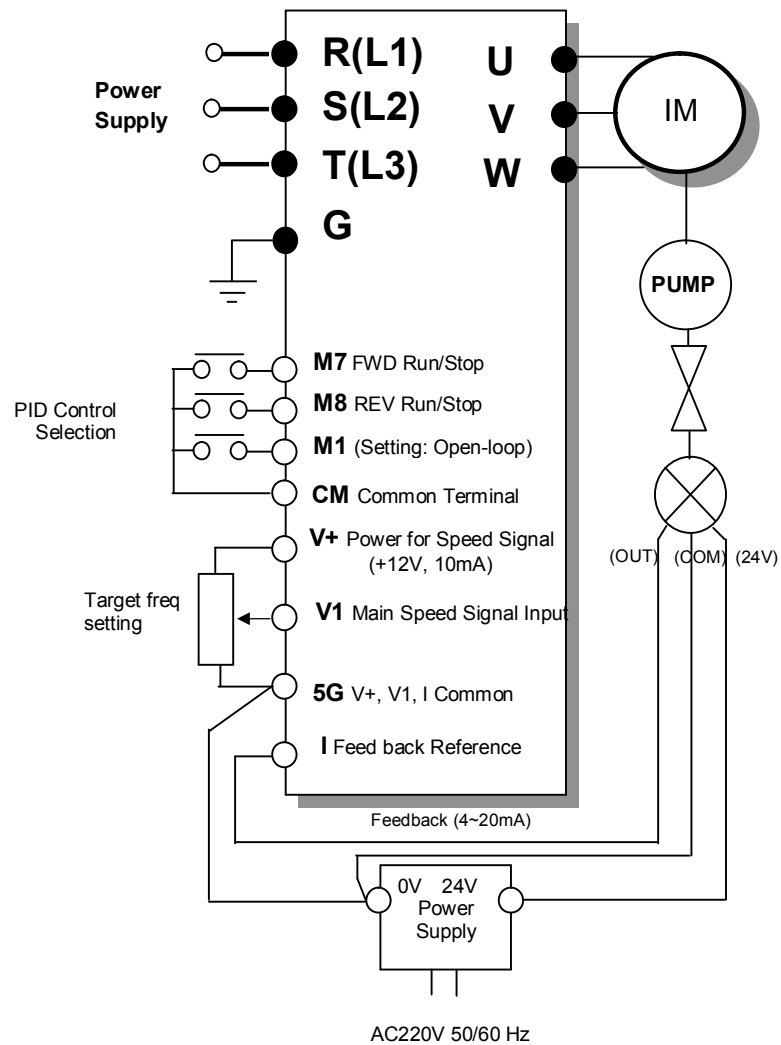 R(L1)
U
Power
Supply
S(L2)
V
IM
T(L3)
W
G
PUMP
M7 FWD Run/Stop
PID Control
Selection
M8 REV Run/Stop
M1 (Setting: Open-loop)
CM Common Terminal
V+ Power for Speed Signal
(+12V, 10mA)
(OUT) (COM) (24V)
Target freq
setting
V1 Main Speed Signal Input
5G V+, V1, I Common
I Feed back Reference
Feedback (4~20mA)
0V 24V
Power
Supply
AC220V 50/60 Hz